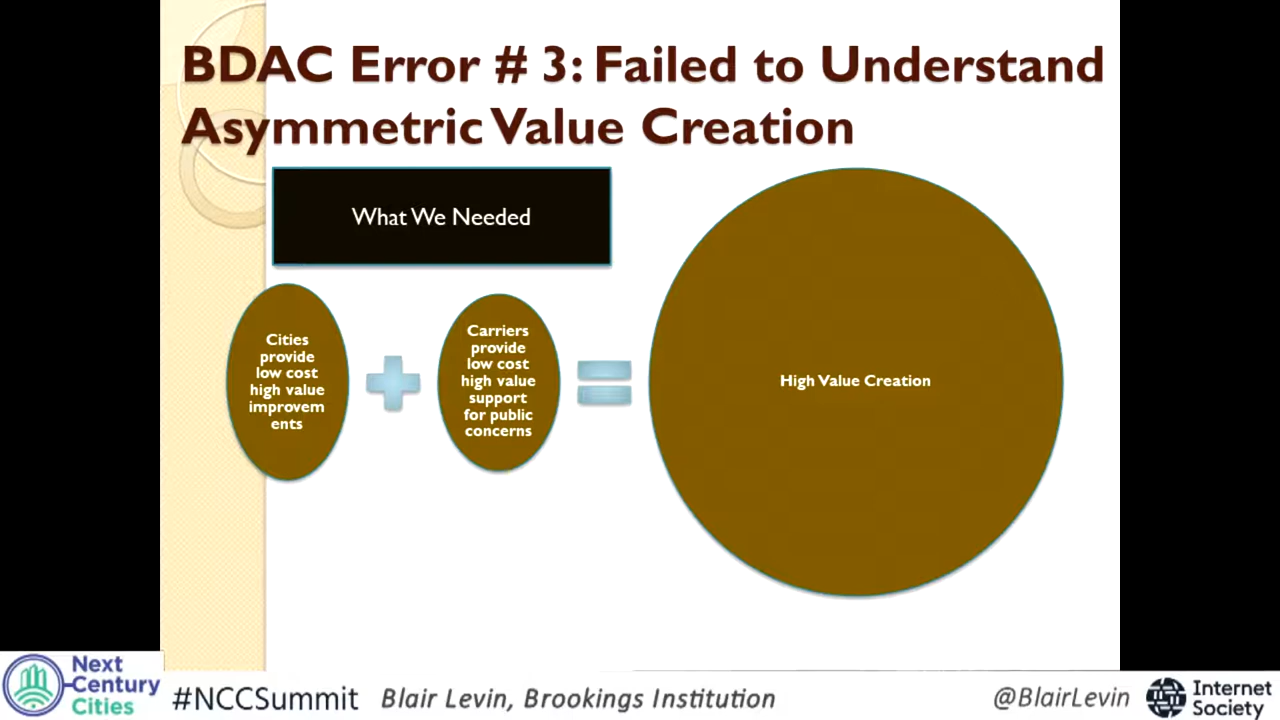 BDAC Error # 3: Failed to Understand
Asymmetric Value Creation
What We Needed
Cities
provide
low cost
high value
improvem
ents
Carriers
provide
low cost
high value
support
for public
concerns
High Value Creation
Next
Century
Cities
#NCCSummit
Blair Levin, Brookings Institution
@BlairLevin
Internet
Society